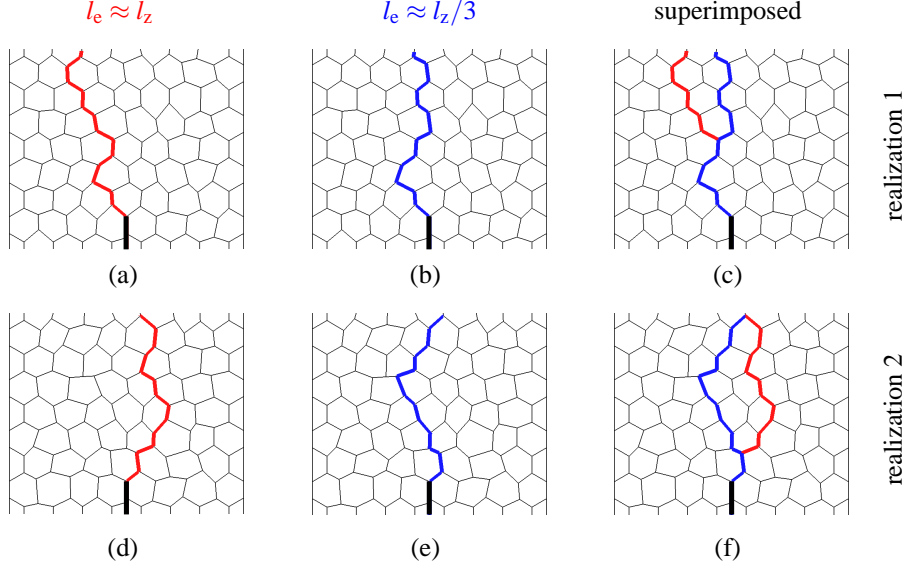 l_e ≈ l_z
l_e ≈ l_z/3
superimposed
realization 1
(a)
(b)
(c)
realization 2
(d)
(e)
(f)